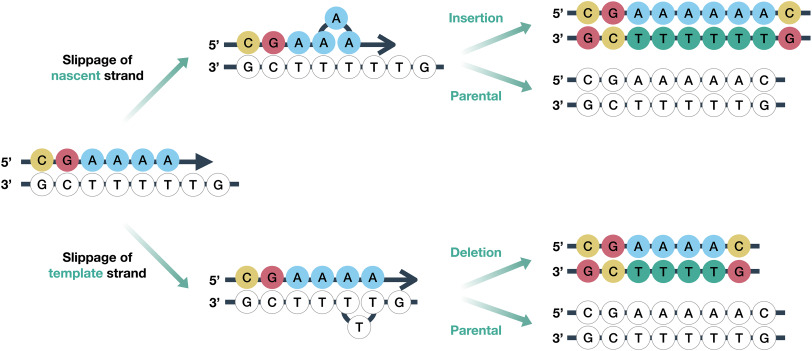 Slippage of
nascent strand
A
5’ C G A A A
3’ G C T T T T T G
Insertion
5’ C G A A A A A A C
3’ G C T T T T T T G
Parental
5’ C G A A A A A C
3’ G C T T T T T G
5’ C G A A A A
3’ G C T T T T T G
Slippage of
template strand
5’ C G A A A A
3’ G C T T T T G
T
Deletion
5’ C G A A A A C
3’ G C T T T T G
Parental
5’ C G A A A A A C
3’ G C T T T T T G